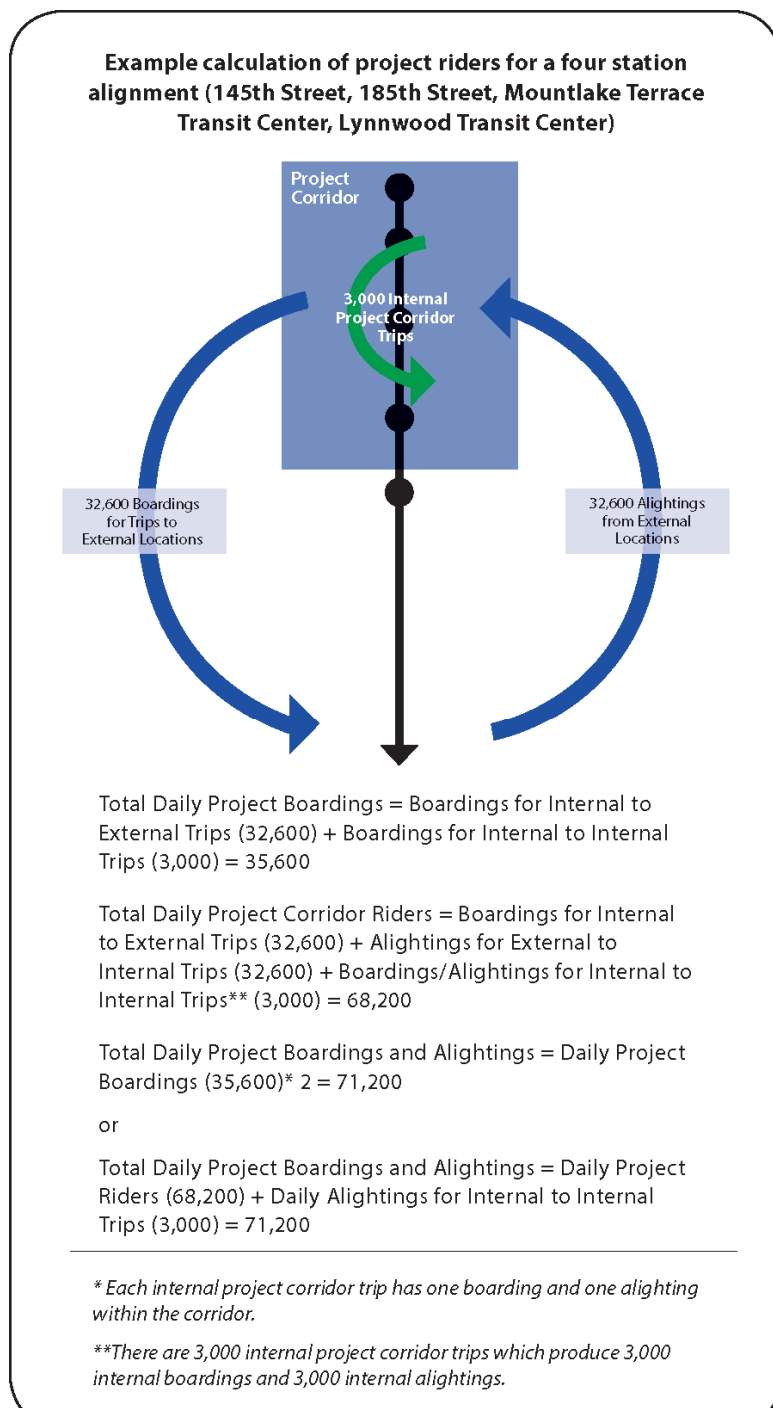 Example calculation of project riders for a four station
alignment (145th Street, 185th Street, Mountlake Terrace
Transit Center, Lynnwood Transit Center)
Project
Corridor
3,000 Internal
Project Corridor
Trips
32,600 Boardings
for Trips to
External Locations
32,600 Alightings
from External
Locations
Total Daily Project Boardings = Boardings for Internal to
External Trips (32,600) + Boardings for Internal to Internal
Trips (3,000) = 35,600
Total Daily Project Corridor Riders = Boardings for Internal
to External Trips (32,600) + Alightings for External to
Internal Trips (32,600) + Boardings/Alightings for Internal to
Internal Trips** (3,000) = 68,200
Total Daily Project Boardings and Alightings = Daily Project
Boardings (35,600)* 2 = 71,200
or
Total Daily Project Boardings and Alightings = Daily Project
Riders (68,200) + Daily Alightings for Internal to Internal
Trips (3,000) = 71,200
* Each internal project corridor trip has one boarding and one alighting
within the corridor.
**There are 3,000 internal project corridor trips which produce 3,000
internal boardings and 3,000 internal alightings.